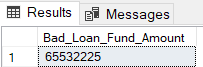 Results Messages
Bad_Loan_Fund_Amount
1 65532225